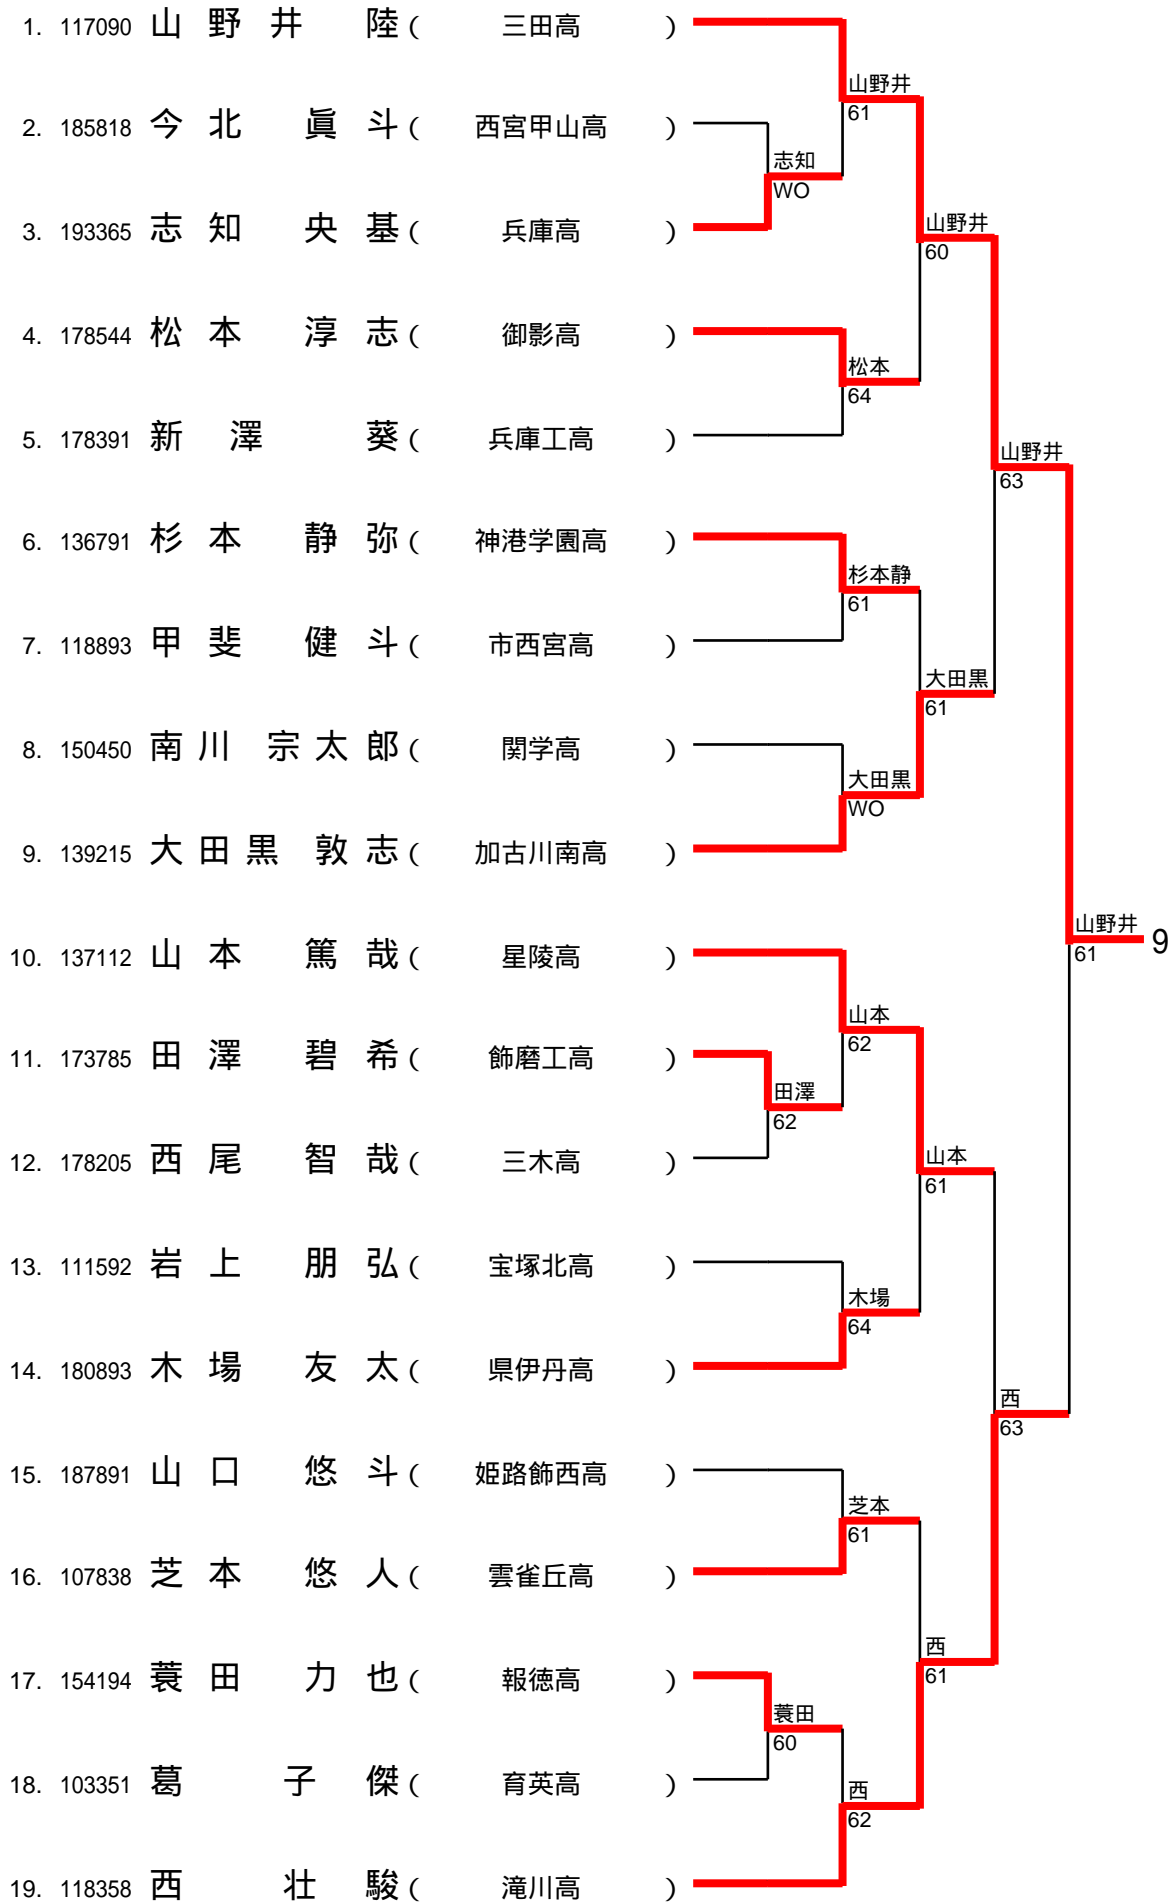 1. 117090 山野井 陸 ( 三田高 )
山野井
61
2. 185818 今北 眞斗 ( 西宮甲山高 )
志知
WO
3. 193365 志知 央基 ( 兵庫高 )
山野井
60
4. 178544 松本 淳志 ( 御影高 )
松本
64
5. 178391 新澤 葵 ( 兵庫工高 )
山野井
63
6. 136791 杉本 静弥 ( 神港学園高 )
杉本静
61
7. 118893 甲斐 健斗 ( 市西宮高 )
大田黒
61
8. 150450 南川 宗太郎 ( 関学高 )
大田黒
WO
9. 139215 大田黒 敦志 ( 加古川南高 )
山野井
61
9
10. 137112 山本 篤哉 ( 星陵高 )
山本
62
11. 173785 田澤 碧希 ( 飾磨工高 )
田澤
62
12. 178205 西尾 智哉 ( 三木高 )
山本
61
13. 111592 岩上 朋弘 ( 宝塚北高 )
木場
64
14. 180893 木場 友太 ( 県伊丹高 )
西
63
15. 187891 山口 悠斗 ( 姫路飾西高 )
芝本
61
16. 107838 芝本 悠人 ( 雲雀丘高 )
西
61
17. 154194 蓑田 力也 ( 報徳高 )
蓑田
60
18. 103351 葛 子傑 ( 育英高 )
西
62
19. 118358 西 壮駿 ( 滝川高 )